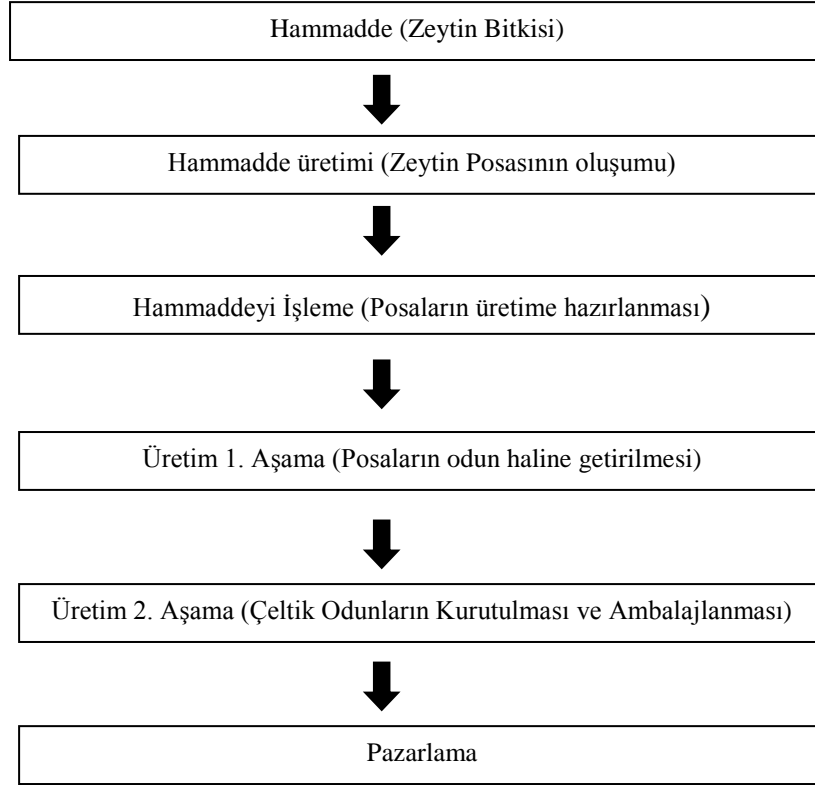 Hammadde (Zeytin Bitkisi)
Hammadde üretimi (Zeytin Posasının oluşumu)
Hammaddeyi İşleme (Posaların üretime hazırlanması)
Üretim 1. Aşama (Posaların odun haline getirilmesi)
Üretim 2. Aşama (Çeltik Odunların Kurutulması ve Ambalajlanması)
Pazarlama